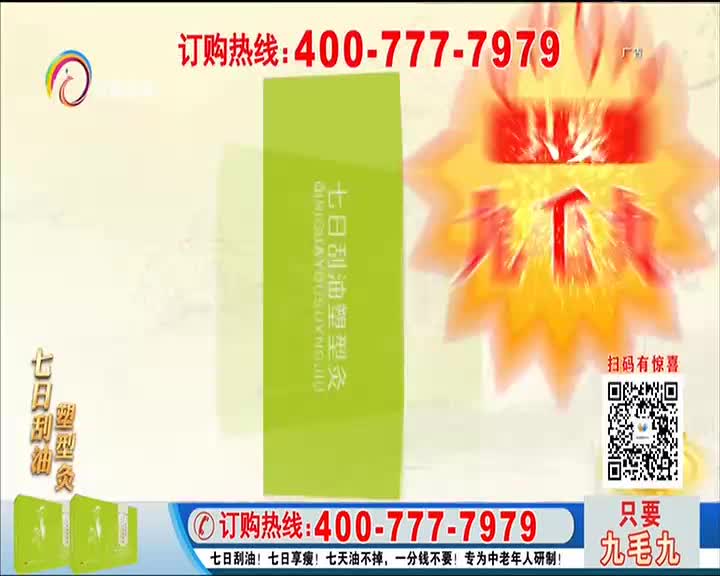 订购热线:400-777-7979
广告
七日刮油塑型灸
只要
扫码有惊喜
七日刮油
塑型灸
订购热线:400-777-7979
只要
九毛九
七日刮油!七日享瘦!七天油不掉,一分钱不要!专为中老年人研制!